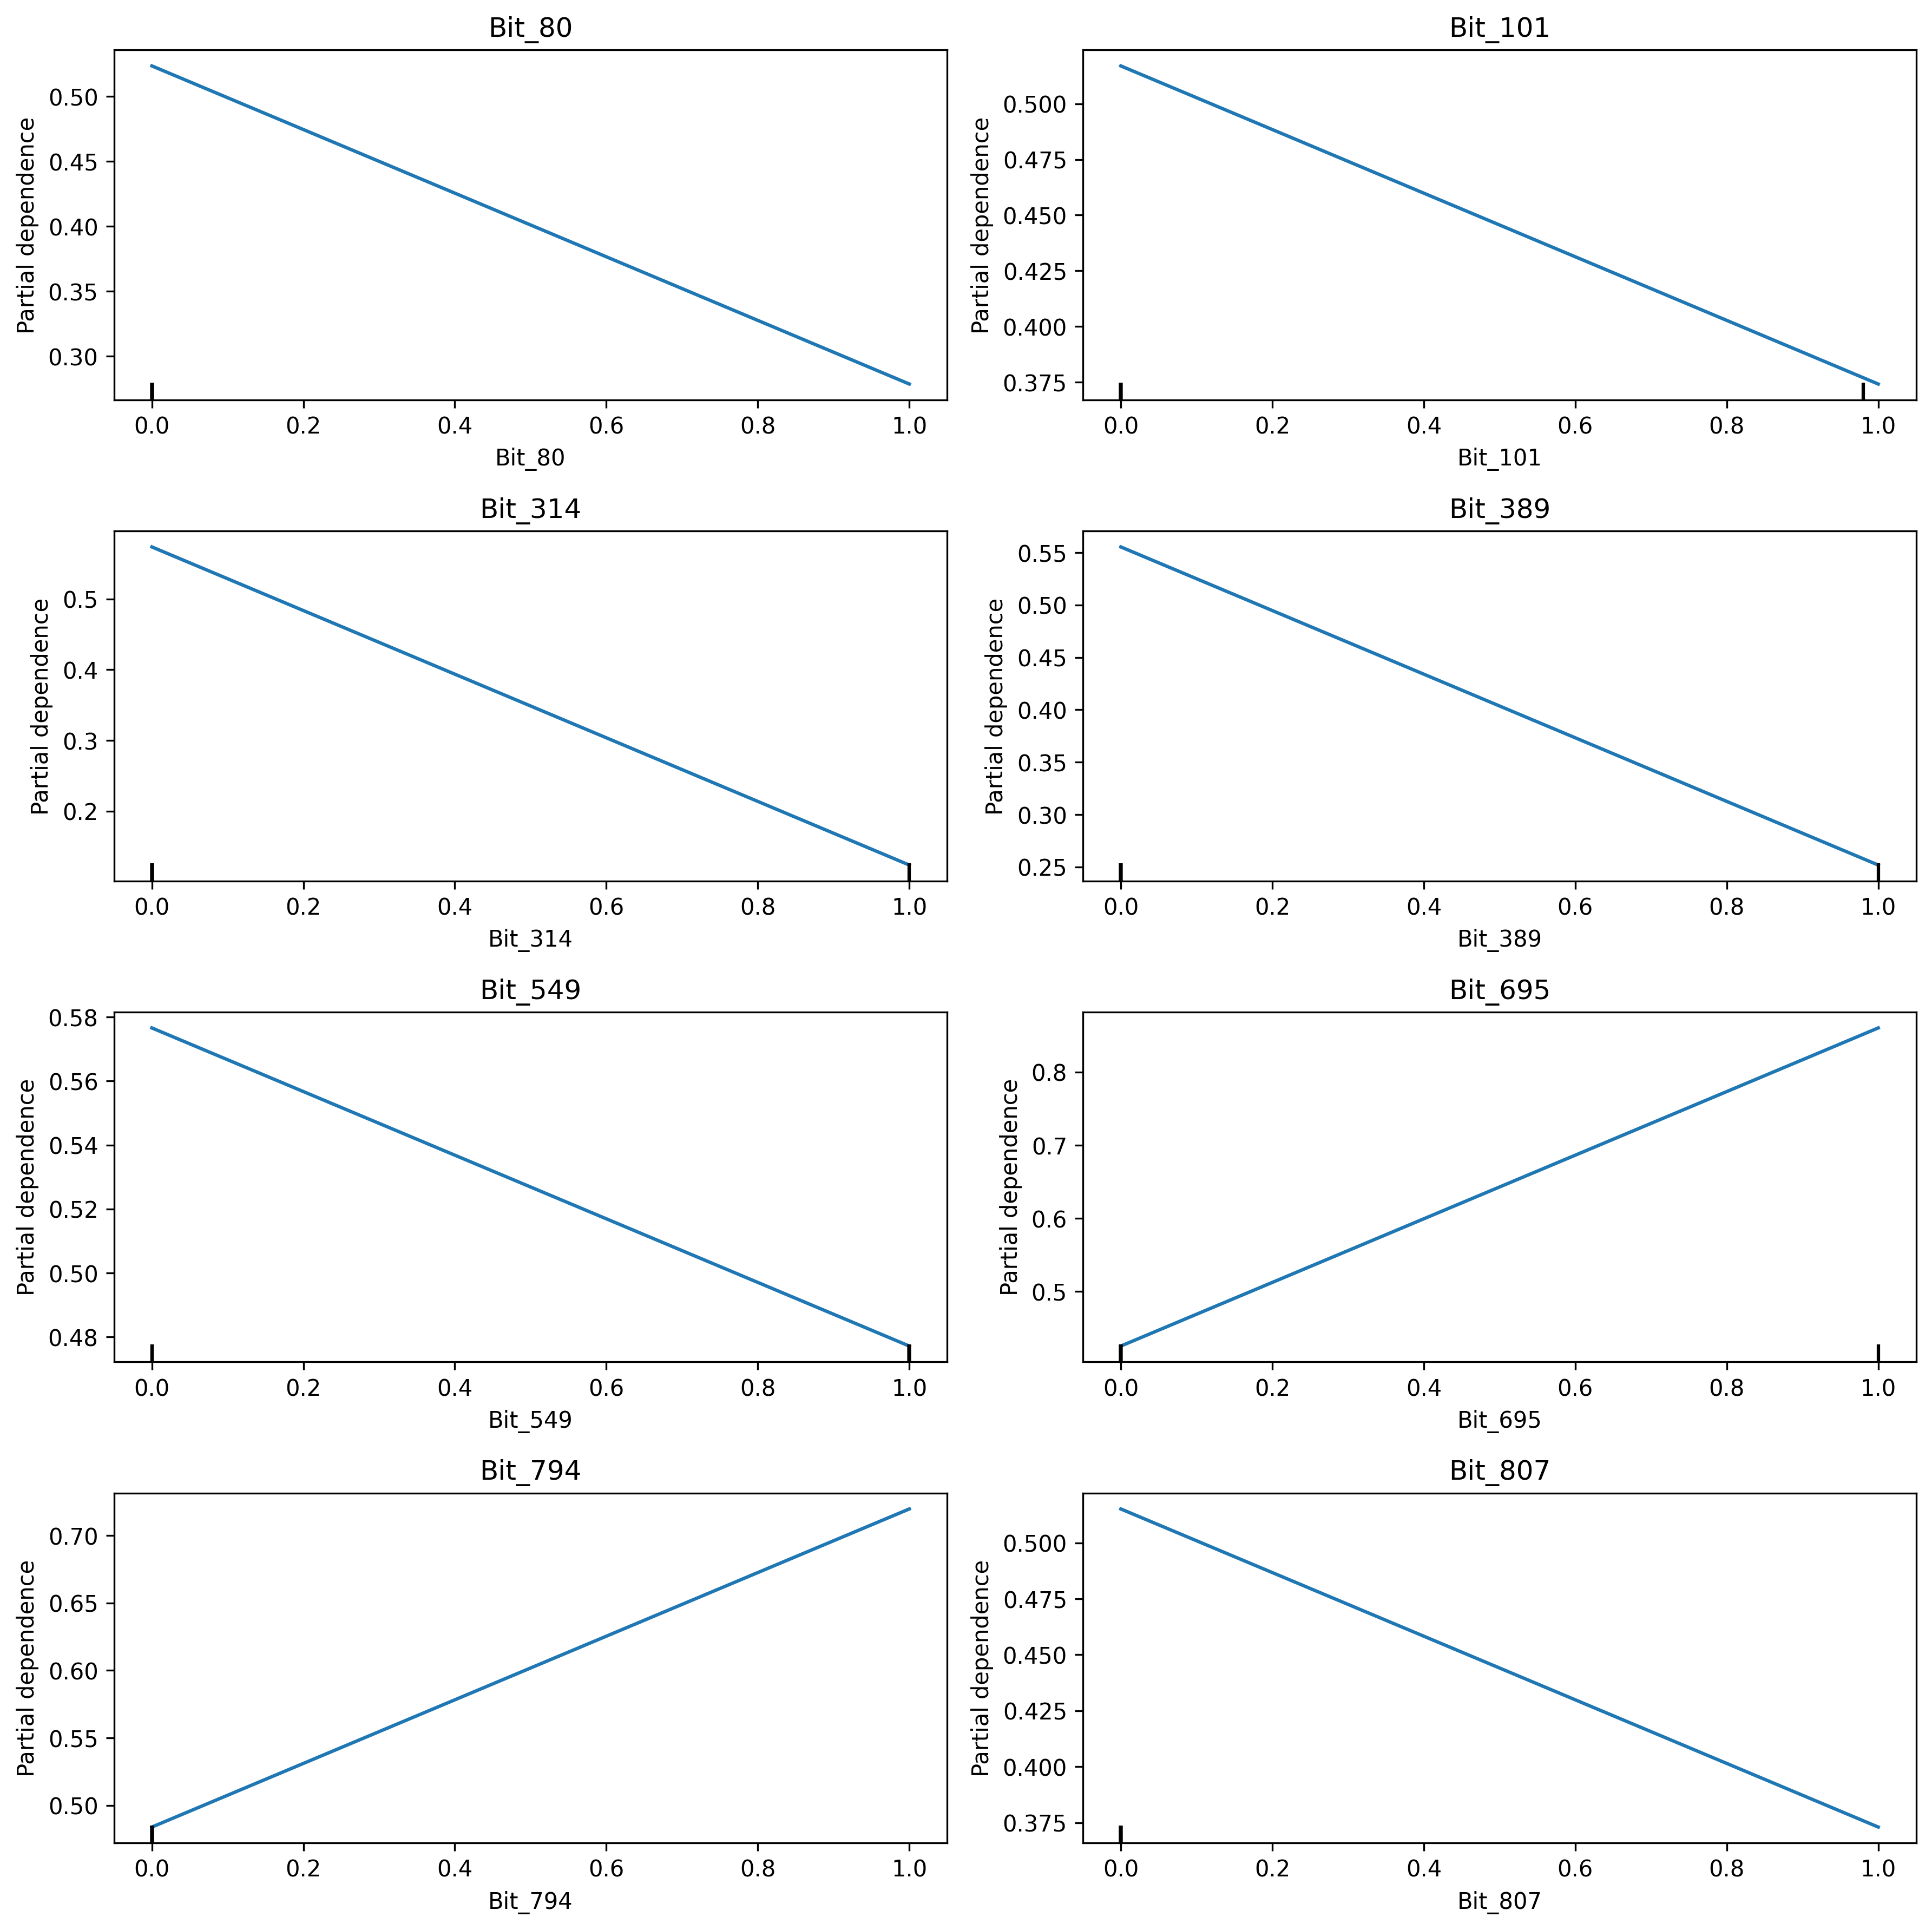 Bit_80
Partial dependence
0.50
0.45
0.40
0.35
0.30
0.0 0.2 0.4 0.6 0.8 1.0
Bit_80
Bit_101
Partial dependence
0.500
0.475
0.450
0.425
0.400
0.375
0.0 0.2 0.4 0.6 0.8 1.0
Bit_101
Bit_314
Partial dependence
0.5
0.4
0.3
0.2
0.0 0.2 0.4 0.6 0.8 1.0
Bit_314
Bit_389
Partial dependence
0.55
0.50
0.45
0.40
0.35
0.30
0.25
0.0 0.2 0.4 0.6 0.8 1.0
Bit_389
Bit_549
Partial dependence
0.58
0.56
0.54
0.52
0.50
0.48
0.0 0.2 0.4 0.6 0.8 1.0
Bit_549
Bit_695
Partial dependence
0.8
0.7
0.6
0.5
0.0 0.2 0.4 0.6 0.8 1.0
Bit_695
Bit_794
Partial dependence
0.70
0.65
0.60
0.55
0.50
0.0 0.2 0.4 0.6 0.8 1.0
Bit_794
Bit_807
Partial dependence
0.500
0.475
0.450
0.425
0.400
0.375
0.0 0.2 0.4 0.6 0.8 1.0
Bit_807